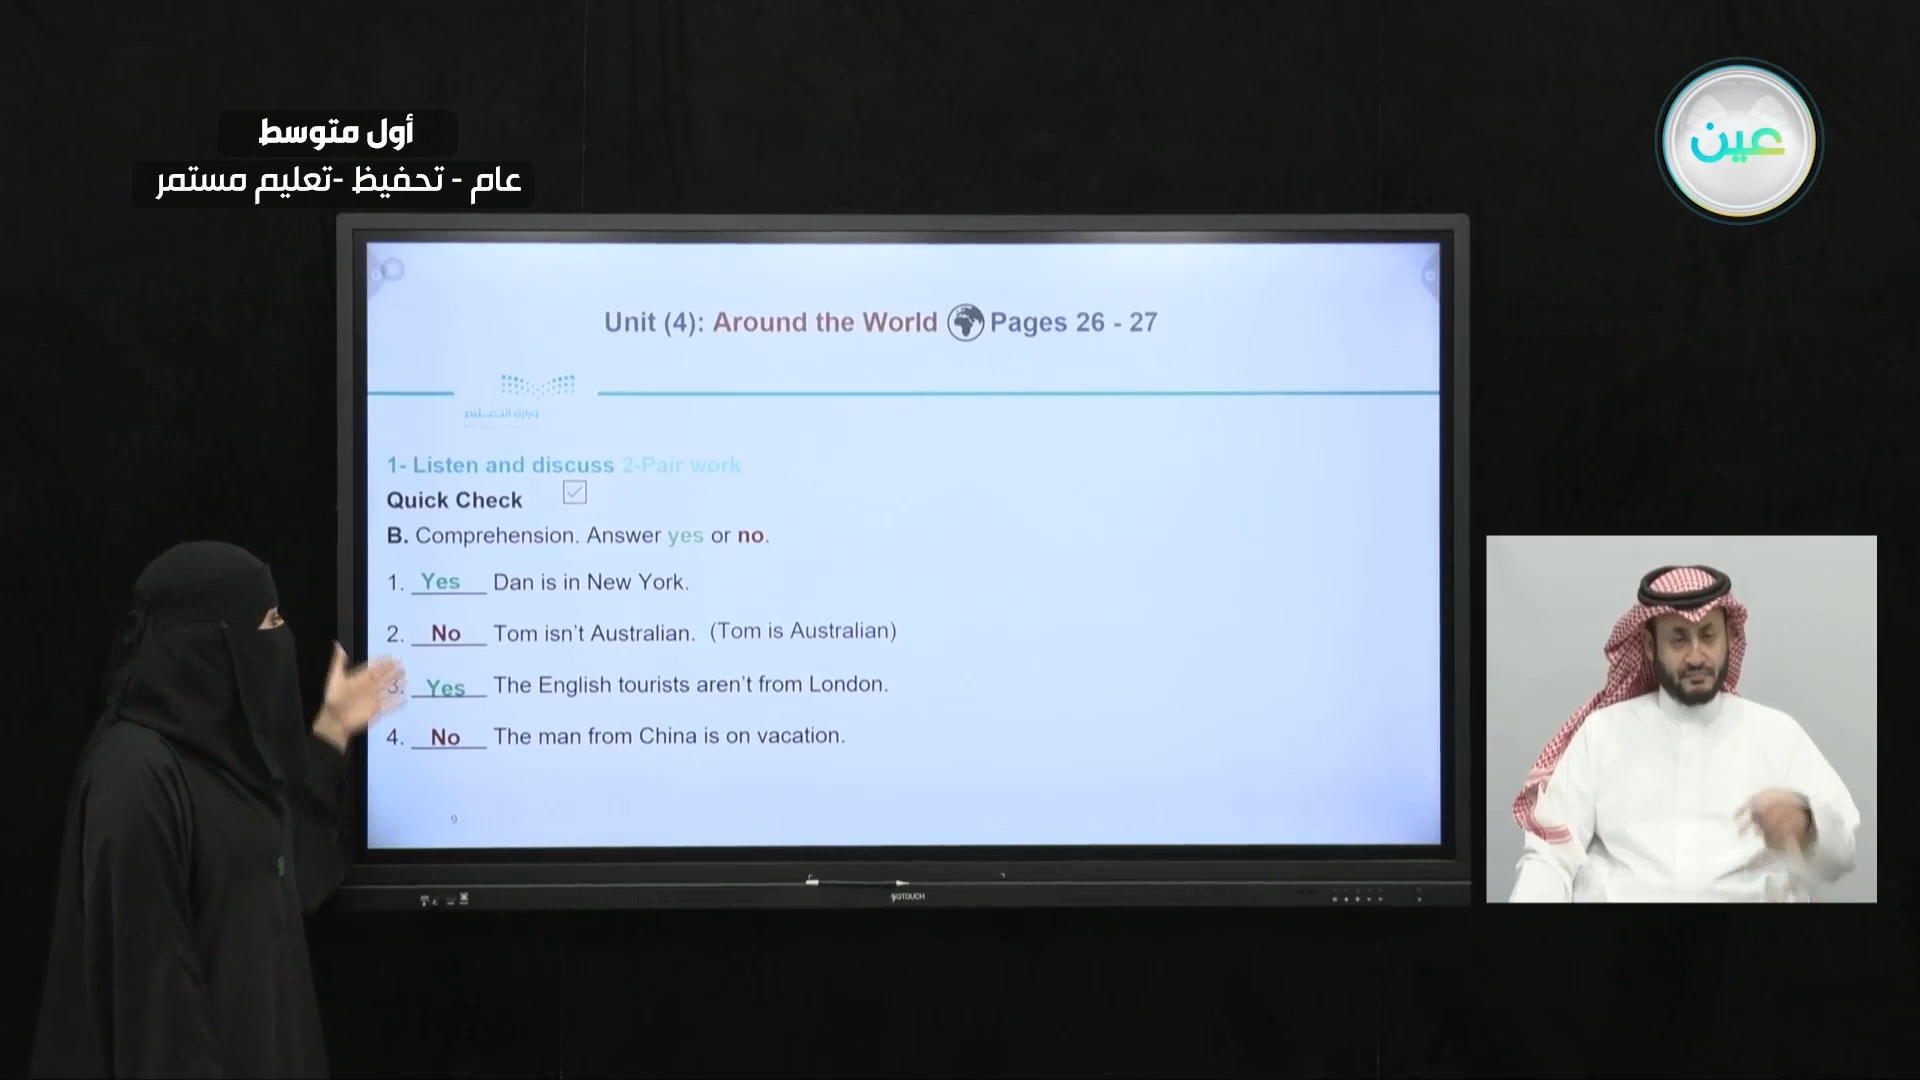 أول متوسط
عام - تحفيظ -تعليم مستمر
عين
Unit (4): Around the World Pages 26 - 27
وزارة التعليم
1- Listen and discuss 2-Pair work
Quick Check
B. Comprehension. Answer yes or no.
1. Yes Dan is in New York.
2. No Tom isn't Australian. (Tom is Australian)
3. Yes The English tourists aren't from London.
4. No The man from China is on vacation.
9